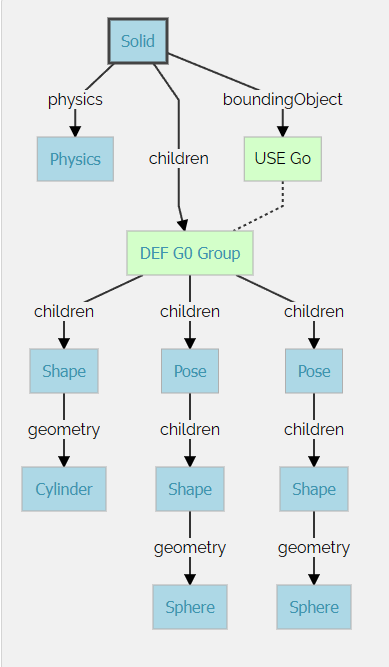 Solid
physics
boundingObject
children
Physics
USE Go
DEF G0 Group
children
children
children
Shape
Pose
Pose
geometry
children
children
Cylinder
Shape
Shape
geometry
geometry
Sphere
Sphere